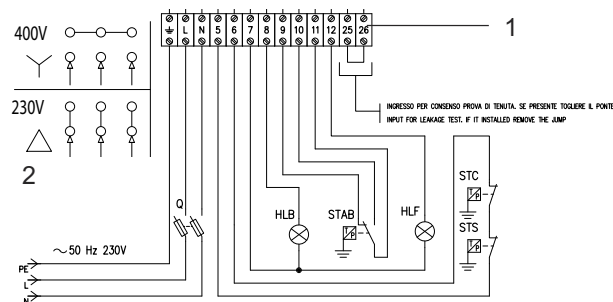 400V
230V
2
⏚ L N 5 6 7 8 9 10 11 12 25 26
1
INGRESSO PER CONSENSO PROVA DI TENUTA. SE PRESENTE TOGLIERE IL PONTE
INPUT FOR LEAKAGE TEST. IF IT INSTALLED REMOVE THE JUMP
Q
HLB
STAB
T
P
HLF
STC
T
P
STS
T
P
~50 Hz 230V
PE
L
N